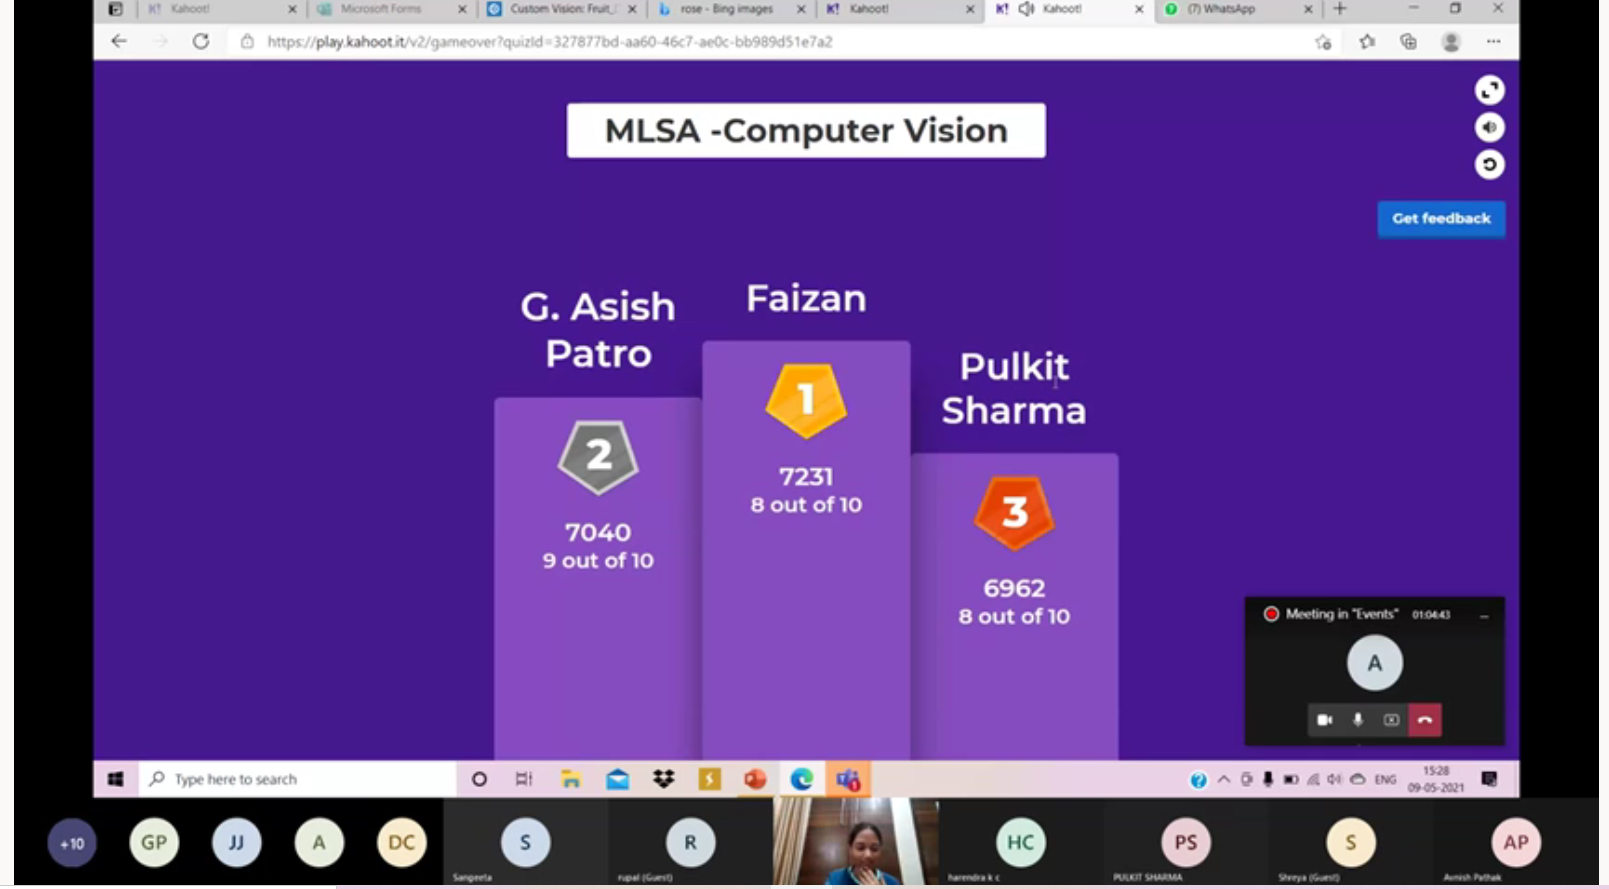 Kahoot!
Microsoft Forms
Custom Vision: Fruit_
rose - Bing images
Kahoot!
Kahoot!
(7) WhatsApp
https://play.kahoot.it/v2/gameover?quizId=327877bd-aa60-46c7-ae0c-bb989d51e7a2
MLSA -Computer Vision
Get feedback
G. Asish
Patro
Faizan
Pulkit
Sharma
2
7040
9 out of 10
1
7231
8 out of 10
3
6962
8 out of 10
Meeting in "Events" 01:04:43
A
Type here to search
ENG
15:28
09-05-2021
+10
GP
JJ
A
DC
S
Sangeeta
R
rupal (Guest)
HC
harendra k c
PS
PULKIT SHARMA
S
Shreya (Guest)
AP
Avnish Pathak